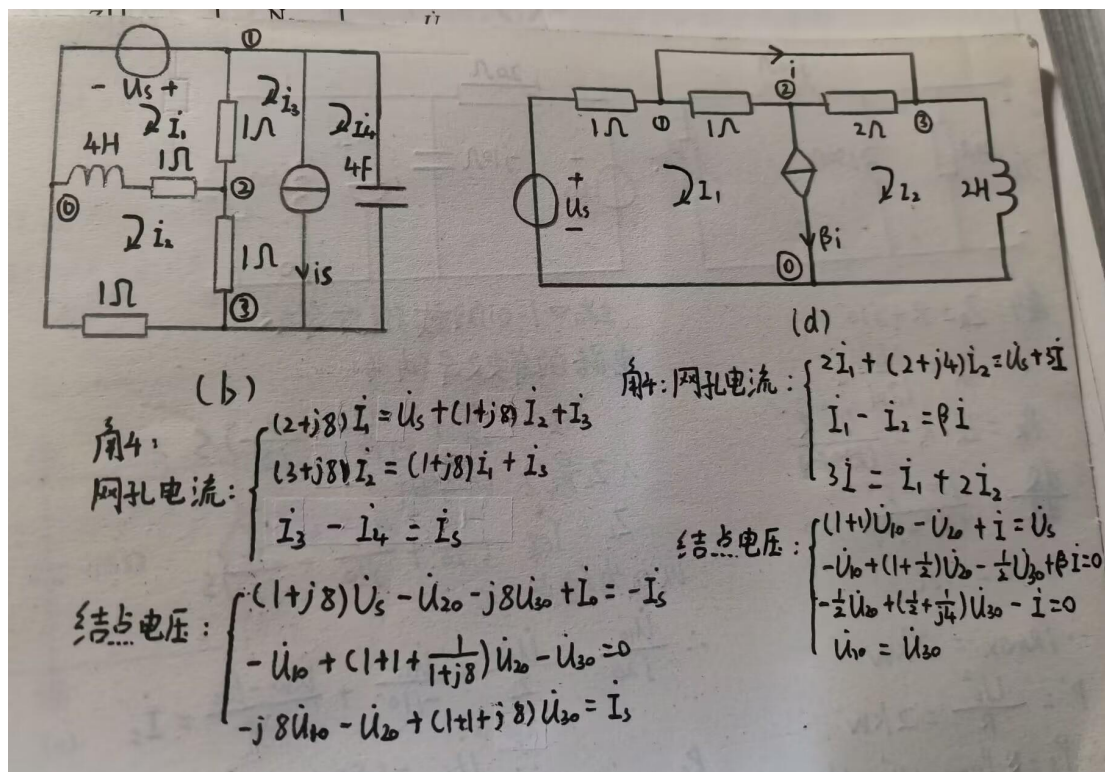 ①
- U̇s +
İ₁
1Ω
İ₃
İ₄
4H
1Ω
4F
②
⓪
İ₂
1Ω
is
1Ω
③
(b)
i
1Ω
①
1Ω
②
2Ω
③
+
U̇s
-
I₁
I₂
2H
βi
⓪
(d)
解:
网孔电流:
(2+j8)İ₁=U̇s+(1+j8)İ₂+İ₃
(3+j8)İ₂=(1+j8)İ₁+İ₃
İ₃ - İ₄ = İs
结点电压:
(1+j8)U̇s - U̇₂₀ - j8U̇₃₀ + İ₀ = -İs
-U̇₁₀ + (1+1+1/(1+j8))U̇₂₀ - U̇₃₀=0
-j8U̇₁₀ - U̇₂₀ + (1+1+j8)U̇₃₀ = İs
解:网孔电流:
2İ₁+(2+j4)İ₂=U̇s+3İ
İ₁ - İ₂ = βİ
3İ = İ₁+2İ₂
结点电压:
(1+1)U̇₁₀ - U̇₂₀ + İ = U̇s
-U̇₁₀+(1+1/2)U̇₂₀ - 1/2U̇₃₀+βİ=0
-1/2U̇₂₀+(1/2+1/j4)U̇₃₀ - İ=0
U̇₁₀ = U̇₃₀